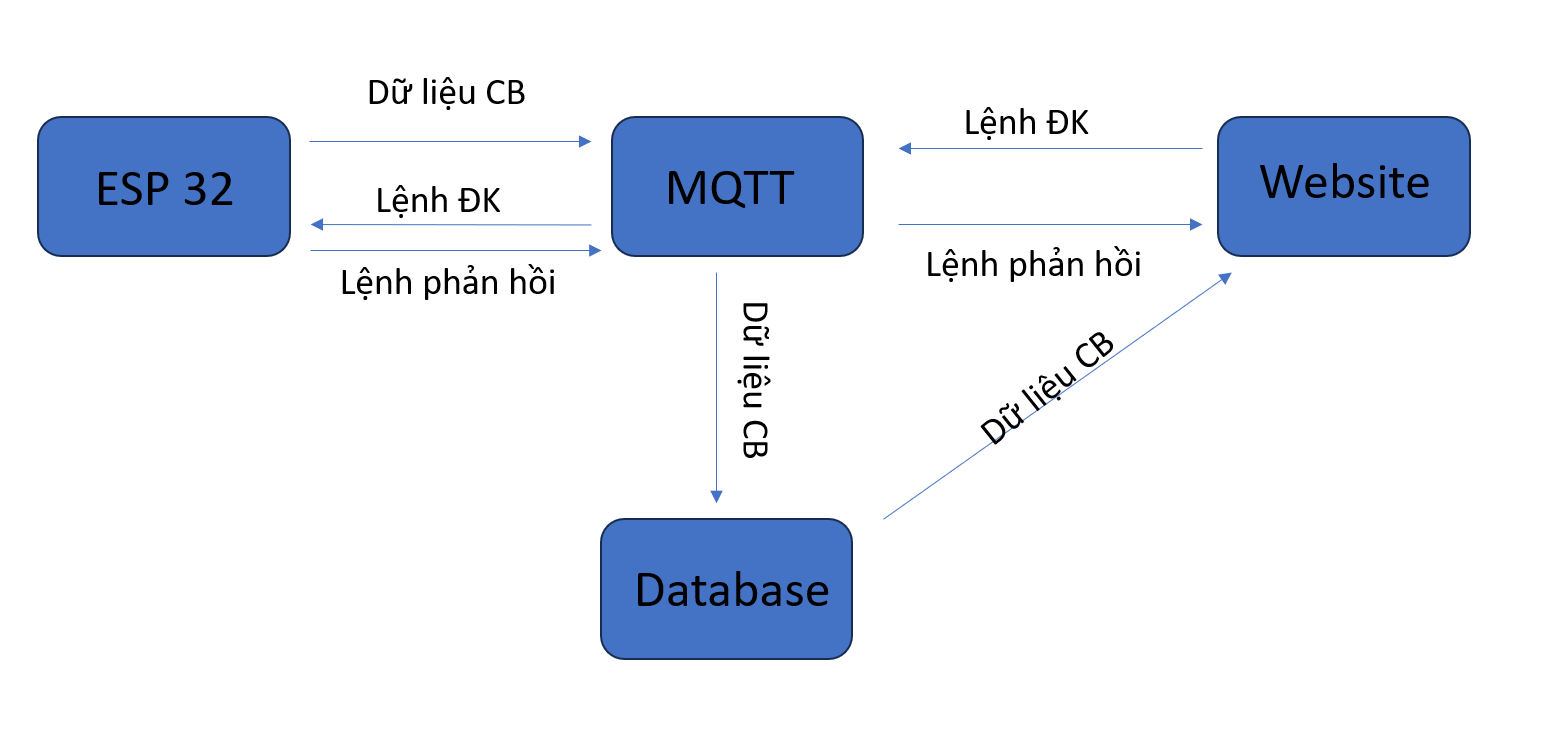 Dữ liệu CB
Lệnh ĐK
ESP 32
MQTT
Website
Lệnh ĐK
Lệnh phản hồi
Lệnh phản hồi
Dữ liệu CB
Dữ liệu CB
Database